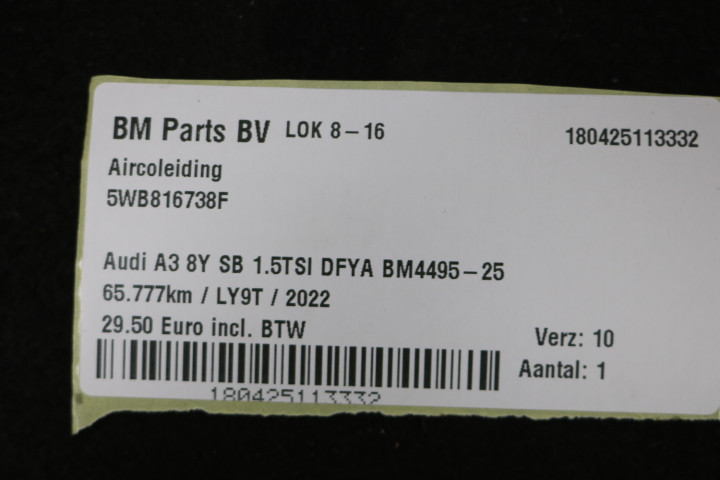 BM Parts BV LOK 8-16 180425113332
Aircoleiding
5WB816738F
Audi A3 8Y SB 1.5TSI DFYA BM4495-25
65.777km / LY9T / 2022
29.50 Euro incl. BTW
Verz: 10
Aantal: 1
180425113332